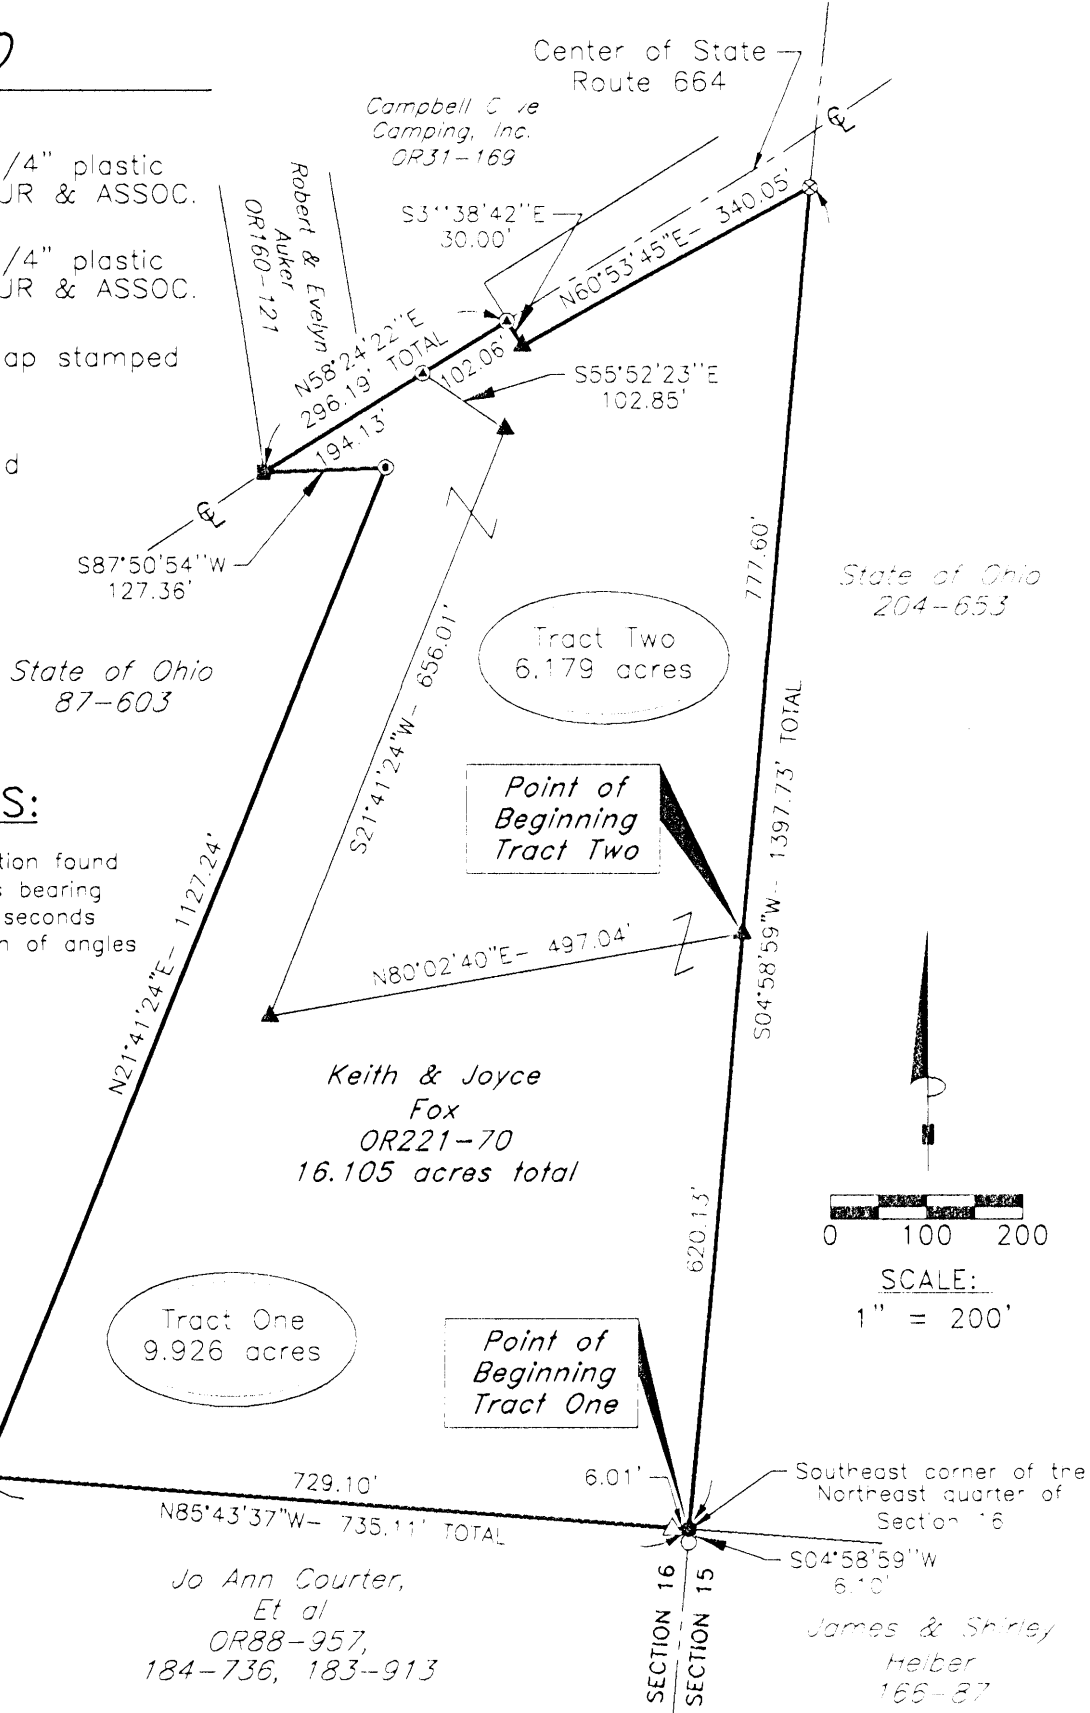 Center of State
Route 664
Camping, Inc.
OR31-169
/4" plastic
UR & ASSOC.
/4" plastic
UR & ASSOC.
ap stamped
d
Robert & Evelyn
Auker
OR160-121
30.00'
N60°53'45"E- 340.05'
N58°24'22"E
296.19' TOTAL
102.06'
194.13'
S55°52'23"E
102.85'
S87°50'54"W
127.36'
State of Ohio
87-603
State of Ohio
204-653
777.60'
S21°41'24"W- 656.01'
Tract Two
6.179 acres
S04°58'59"W- 1397.73' TOTAL
Point of
Beginning
Tract Two
S:
tion found
s bearing
seconds
n of angles
N21°41'24"E- 1127.24'
N80°02'40"E- 497.04'
Keith & Joyce
Fox
OR221-70
16.105 acres total
620.13'
0 100 200
SCALE:
1" = 200'
Tract One
9.926 acres
Point of
Beginning
Tract One
729.10'
N85°43'37"W- 735.11' TOTAL
6.01'
Southeast corner of the
Northeast quarter of
Section 16
S04°58'59"W
6.10'
SECTION 16
SECTION 15
Jo Ann Courter,
Et al
OR88-957,
184-736, 183-913
James & Shirley
Helber
166-87